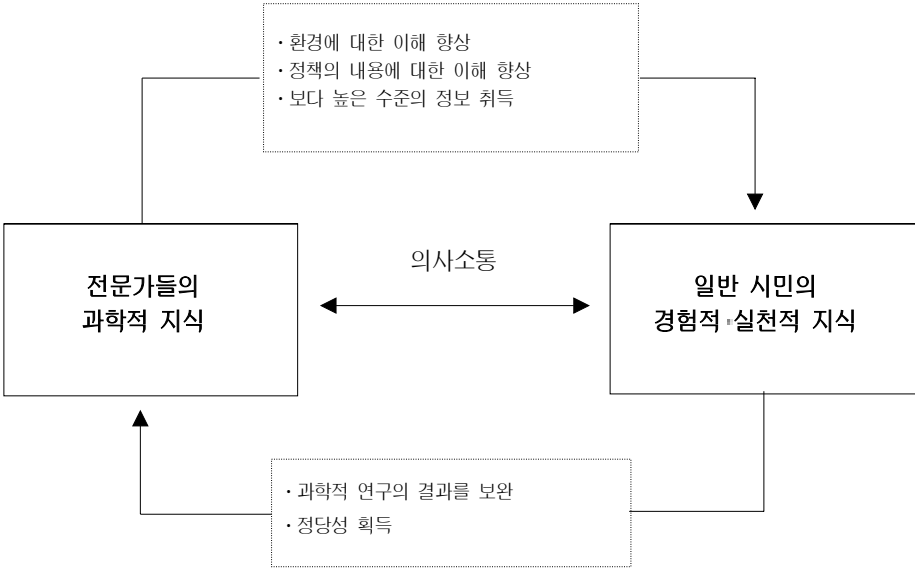 · 환경에 대한 이해 향상
· 정책의 내용에 대한 이해 향상
· 보다 높은 수준의 정보 취득
전문가들의
과학적 지식
의사소통
일반 시민의
경험적·실천적 지식
· 과학적 연구의 결과를 보완
· 정당성 획득